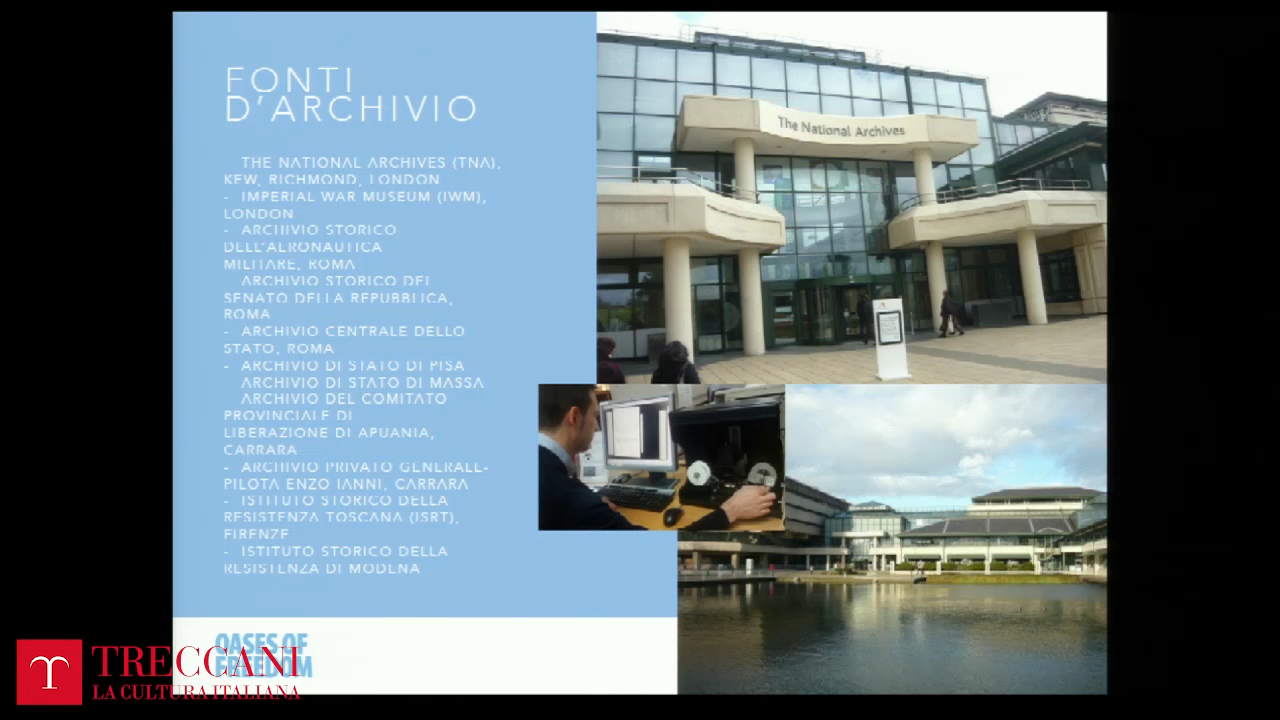 FONTI
D'ARCHIVIO
THE NATIONAL ARCHIVES (TNA),
KEW, RICHMOND, LONDON
- IMPERIAL WAR MUSEUM (IWM),
LONDON
- ARCHIVIO STORICO
DELL'AERONAUTICA
MILITARE, ROMA
ARCHIVIO STORICO DEL
SENATO DELLA REPUBBLICA,
ROMA
- ARCHIVIO CENTRALE DELLO
STATO, ROMA
- ARCHIVIO DI STATO DI PISA
ARCHIVIO DI STATO DI MASSA
ARCHIVIO DEL COMITATO
PROVINCIALE DI
LIBERAZIONE DI APUANIA,
CARRARA
- ARCHIVIO PRIVATO GENERALE-
PILOTA ENZO IANNI, CARRARA
- ISTITUTO STORICO DELLA
RESISTENZA TOSCANA (ISRT),
FIRENZE
- ISTITUTO STORICO DELLA
RESISTENZA DI MODENA
The National Archives
OASES OF
FREEDOM
TRECCANI
LA CULTURA ITALIANA